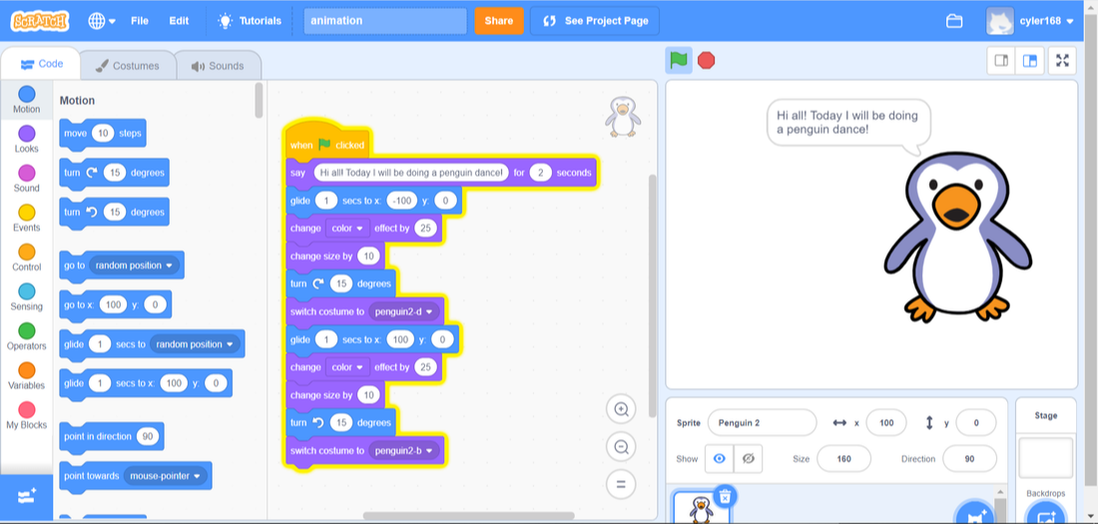 SCRATCH
File
Edit
Tutorials
animation
Share
See Project Page
cyler168
Code
Costumes
Sounds
Motion
Looks
Sound
Events
Control
Sensing
Operators
Variables
My Blocks
Motion
move 10 steps
turn 15 degrees
turn 15 degrees
go to random position
go to x: 100 y: 0
glide 1 secs to random position
glide 1 secs to x: 100 y: 0
point in direction 90
point towards mouse-pointer
when clicked
say Hi all! Today I will be doing a penguin dance! for 2 seconds
glide 1 secs to x: -100 y: 0
change color effect by 25
change size by 10
turn 15 degrees
switch costume to penguin2-d
glide 1 secs to x: 100 y: 0
change color effect by 25
change size by 10
turn 15 degrees
switch costume to penguin2-b
Hi all! Today I will be doing
a penguin dance!
Sprite Penguin 2 x 100 y 0
Show Size 160 Direction 90
Stage
Backdrops